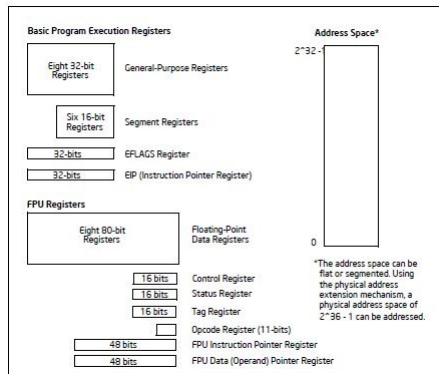 Basic Program Execution Registers
Address Space*
2^32 -1
Eight 32-bit
Registers
General-Purpose Registers
Six 16-bit
Registers
Segment Registers
32-bits
EFLAGS Register
32-bits
EIP (Instruction Pointer Register)
FPU Registers
Eight 80-bit
Registers
Floating-Point
Data Registers
0
*The address space can be
flat or segmented. Using
the physical address
extension mechanism, a
physical address space of
2^36 - 1 can be addressed.
16 bits
Control Register
16 bits
Status Register
16 bits
Tag Register
Opcode Register (11-bits)
48 bits
FPU Instruction Pointer Register
48 bits
FPU Data (Operand) Pointer Register